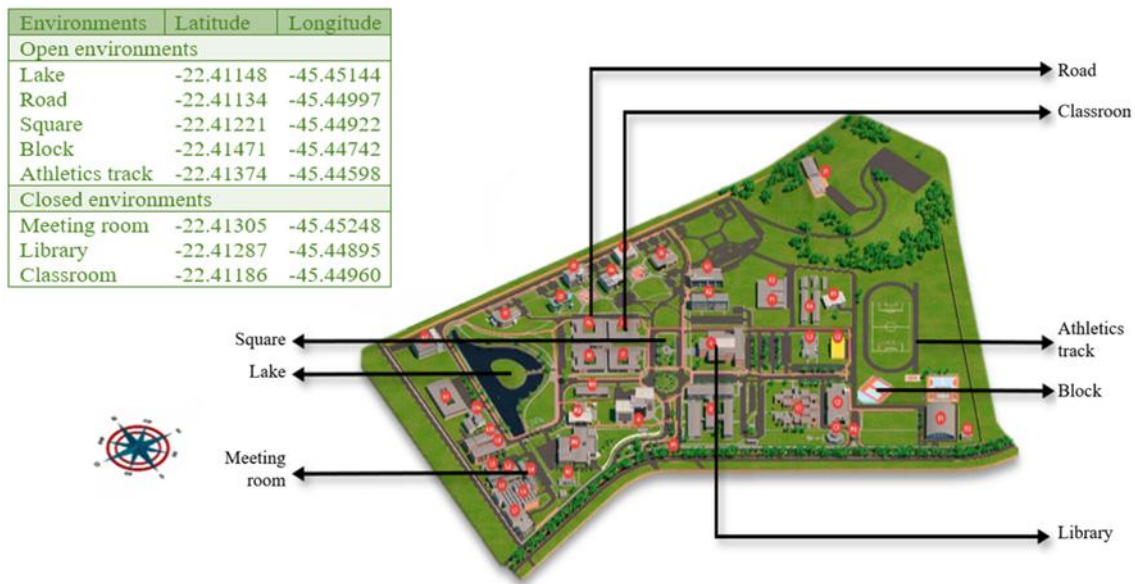 Environments Latitude Longitude
Open environments
Lake -22.41148 -45.45144
Road -22.41134 -45.44997
Square -22.41221 -45.44922
Block -22.41471 -45.44742
Athletics track -22.41374 -45.44598
Closed environments
Meeting room -22.41305 -45.45248
Library -22.41287 -45.44895
Classroom -22.41186 -45.44960
Road
Classroon
Square
Lake
Athletics
track
Block
Meeting
room
Library